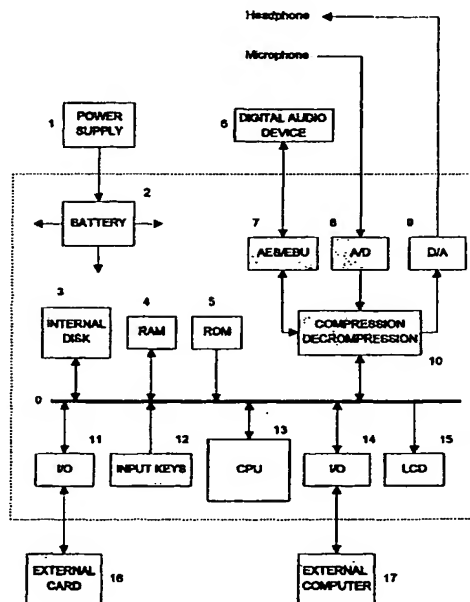 Headphone
Microphone
1
POWER
SUPPLY
6
DIGITAL AUDIO
DEVICE
2
BATTERY
7
8
9
AES/EBU
A/D
D/A
3
4
5
INTERNAL
DISK
RAM
ROM
COMPRESSION
DECROMPRESSION
10
0
11
12
13
14
15
I/O
INPUT KEYS
CPU
I/O
LCD
EXTERNAL
CARD
16
EXTERNAL
COMPUTER
17